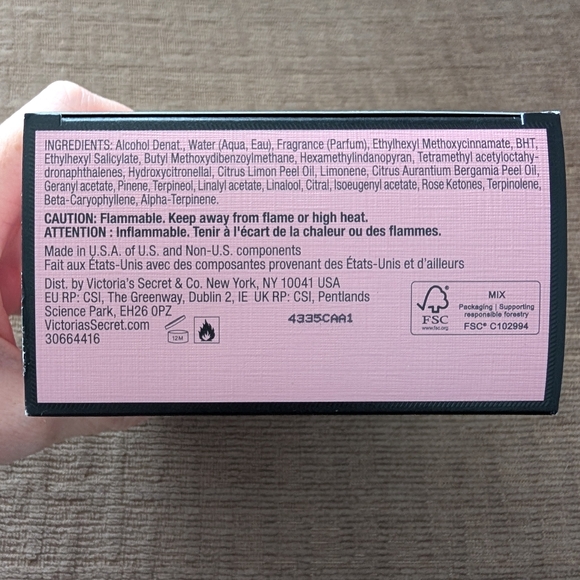 INGREDIENTS: Alcohol Denat., Water (Aqua, Eau), Fragrance (Parfum), Ethylhexyl Methoxycinnamate, BHT,
Ethylhexyl Salicylate, Butyl Methoxydibenzoylmethane, Hexamethylindanopyran, Tetramethyl acetyloctahy-
dronaphthalenes, Hydroxycitronellal, Citrus Limon Peel Oil, Limonene, Citrus Aurantium Bergamia Peel Oil,
Geranyl acetate, Pinene, Terpineol, Linalyl acetate, Linalool, Citral, Isoeugenyl acetate, Rose Ketones, Terpinolene,
Beta-Caryophyllene, Alpha-Terpinene.
CAUTION: Flammable. Keep away from flame or high heat.
ATTENTION : Inflammable. Tenir à l'écart de la chaleur ou des flammes.
Made in U.S.A. of U.S. and Non-U.S. components
Fait aux États-Unis avec des composantes provenant des États-Unis et d'ailleurs
Dist. by Victoria's Secret & Co. New York, NY 10041 USA
EU RP: CSI, The Greenway, Dublin 2, IE UK RP: CSI, Pentlands
Science Park, EH26 0PZ
VictoriasSecret.com
30664416
12M
4335CAA1
FSC
www.fsc.org
MIX
Packaging | Supporting
responsible forestry
FSC® C102994